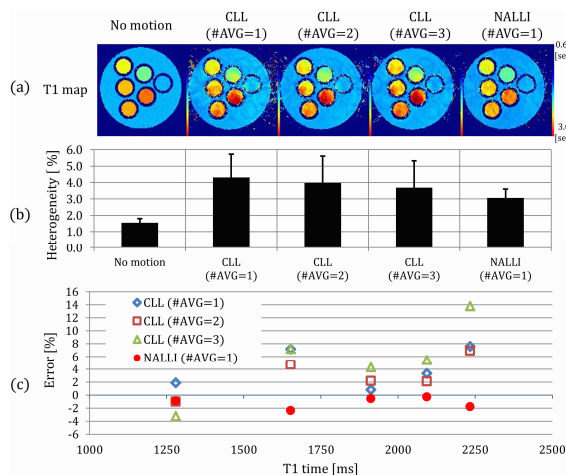 No motion
CLL
(#AVG=1)
CLL
(#AVG=2)
CLL
(#AVG=3)
NALLI
(#AVG=1)
(a)
T1 map
0.6
[se
3.0
[se
(b)
Heterogeneity [%]
6.0
5.0
4.0
3.0
2.0
1.0
0.0
No motion
CLL
(#AVG=1)
CLL
(#AVG=2)
CLL
(#AVG=3)
NALLI
(#AVG=1)
(c)
Error [%]
16
14
12
10
8
6
4
2
0
-2
-4
-6
CLL (#AVG=1)
CLL (#AVG=2)
CLL (#AVG=3)
NALLI (#AVG=1)
1000
1250
1500
1750
2000
2250
2500
T1 time [ms]